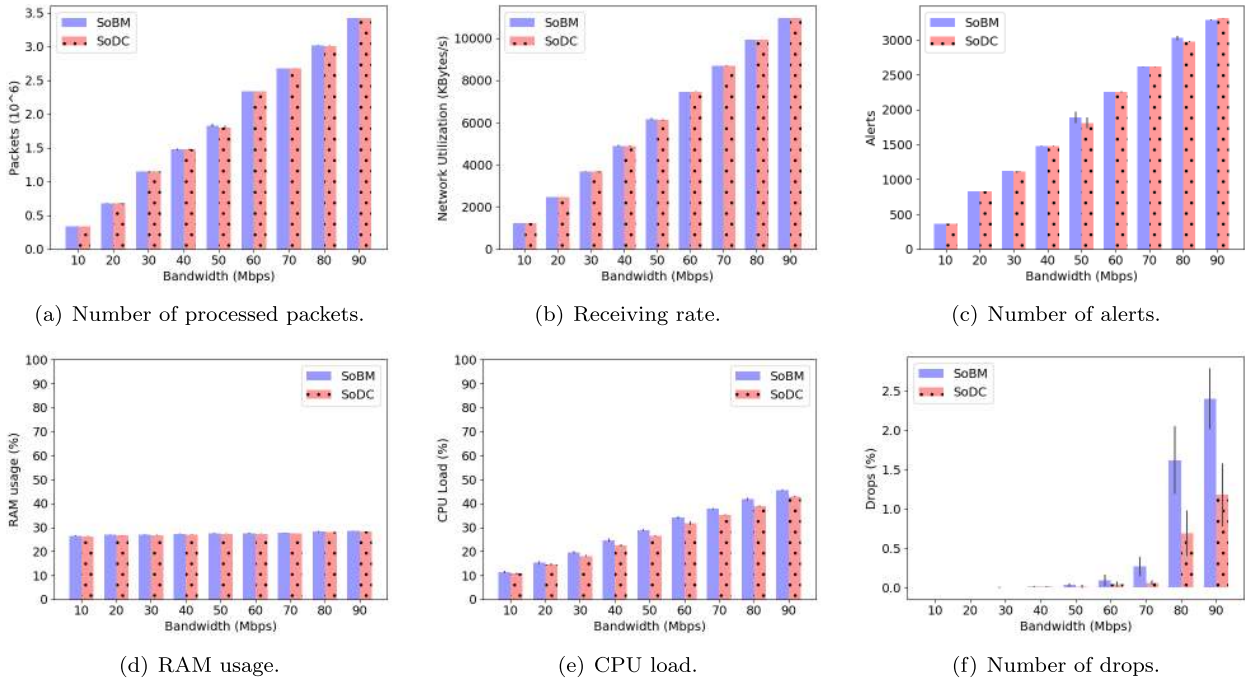 3.5
3.0
2.5
2.0
1.5
1.0
0.5
0.0
Packets (10^6)
SoBM
SoDC
10 20 30 40 50 60 70 80 90
Bandwidth (Mbps)
(a) Number of processed packets.
10000
8000
6000
4000
2000
0
Network Utilization (KBytes/s)
SoBM
SoDC
10 20 30 40 50 60 70 80 90
Bandwidth (Mbps)
(b) Receiving rate.
3000
2500
2000
1500
1000
500
0
Alerts
SoBM
SoDC
10 20 30 40 50 60 70 80 90
Bandwidth (Mbps)
(c) Number of alerts.
100
90
80
70
60
50
40
30
20
10
0
RAM usage (%)
SoBM
SoDC
10 20 30 40 50 60 70 80 90
Bandwidth (Mbps)
(d) RAM usage.
100
90
80
70
60
50
40
30
20
10
0
CPU Load (%)
SoBM
SoDC
10 20 30 40 50 60 70 80 90
Bandwidth (Mbps)
(e) CPU load.
2.5
2.0
1.5
1.0
0.5
0.0
Drops (%)
SoBM
SoDC
10 20 30 40 50 60 70 80 90
Bandwidth (Mbps)
(f) Number of drops.